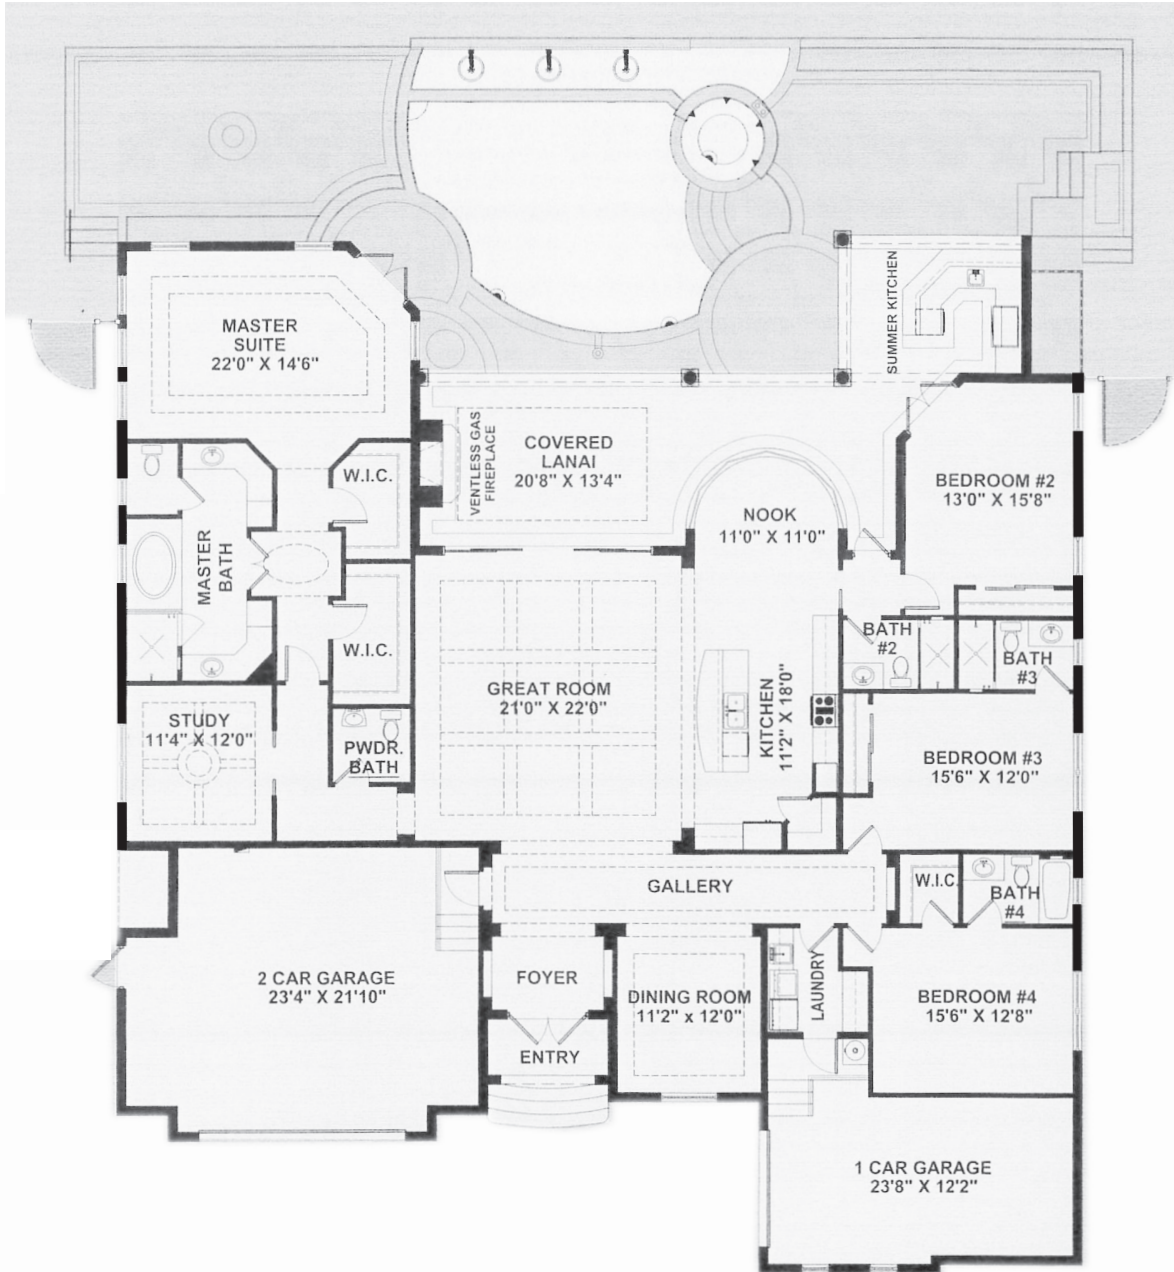 SUMMER KITCHEN
MASTER
SUITE
22'0" X 14'6"
VENTLESS GAS
FIREPLACE
COVERED
LANAI
20'8" X 13'4"
W.I.C.
BEDROOM #2
13'0" X 15'8"
NOOK
11'0" X 11'0"
MASTER
BATH
W.I.C.
BATH
#2
BATH
#3
GREAT ROOM
21'0" X 22'0"
KITCHEN
11'2" X 18'0"
STUDY
11'4" X 12'0"
PWDR.
BATH
BEDROOM #3
15'6" X 12'0"
GALLERY
W.I.C.
BATH
#4
2 CAR GARAGE
23'4" X 21'10"
FOYER
DINING ROOM
11'2" x 12'0"
LAUNDRY
BEDROOM #4
15'6" X 12'8"
ENTRY
1 CAR GARAGE
23'8" X 12'2"